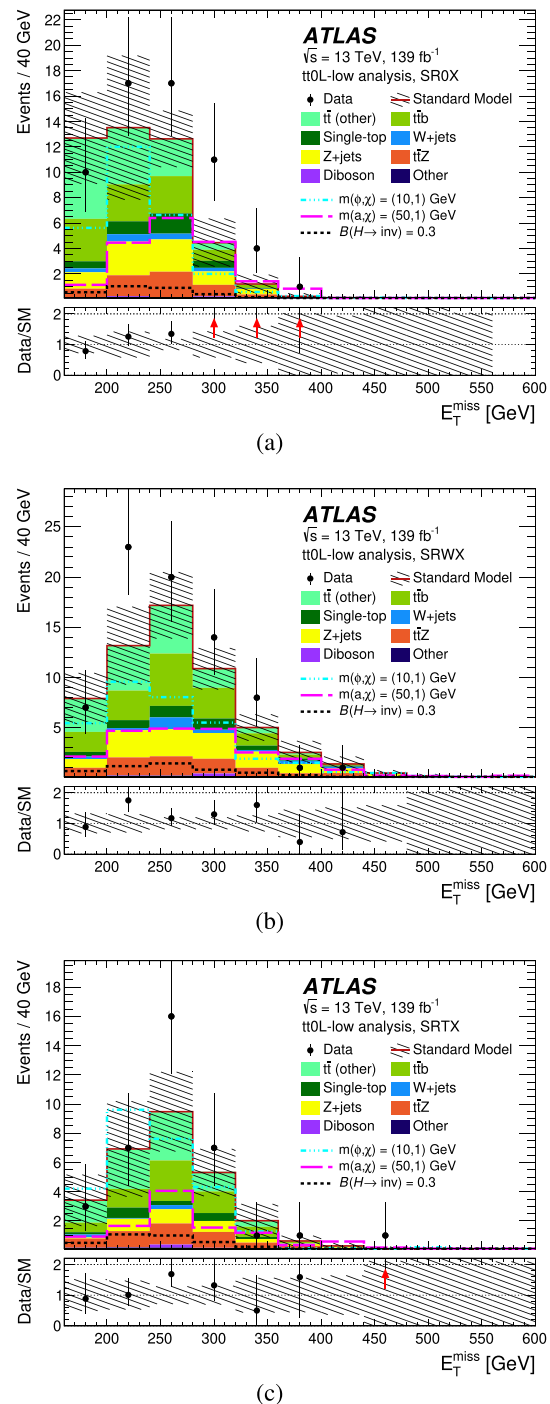 Events / 40 GeV
22
20
18
16
14
12
10
8
6
4
2
ATLAS
√s = 13 TeV, 139 fb⁻¹
tt0L-low analysis, SR0X
Data Standard Model
tt̄ (other) tt̄b
Single-top W+jets
Z+jets tt̄Z
Diboson Other
m(ϕ,χ) = (10,1) GeV
m(a,χ) = (50,1) GeV
B(H→ inv) = 0.3
Data/SM
2
1
0
200 250 300 350 400 450 500 550 600
E_T^miss [GeV]
(a)
Events / 40 GeV
25
20
15
10
5
ATLAS
√s = 13 TeV, 139 fb⁻¹
tt0L-low analysis, SRWX
Data Standard Model
tt̄ (other) tt̄b
Single-top W+jets
Z+jets tt̄Z
Diboson Other
m(ϕ,χ) = (10,1) GeV
m(a,χ) = (50,1) GeV
B(H→ inv) = 0.3
Data/SM
2
1
0
200 250 300 350 400 450 500 550 600
E_T^miss [GeV]
(b)
Events / 40 GeV
18
16
14
12
10
8
6
4
2
ATLAS
√s = 13 TeV, 139 fb⁻¹
tt0L-low analysis, SRTX
Data Standard Model
tt̄ (other) tt̄b
Single-top W+jets
Z+jets tt̄Z
Diboson Other
m(ϕ,χ) = (10,1) GeV
m(a,χ) = (50,1) GeV
B(H→ inv) = 0.3
Data/SM
2
1
0
200 250 300 350 400 450 500 550 600
E_T^miss [GeV]
(c)